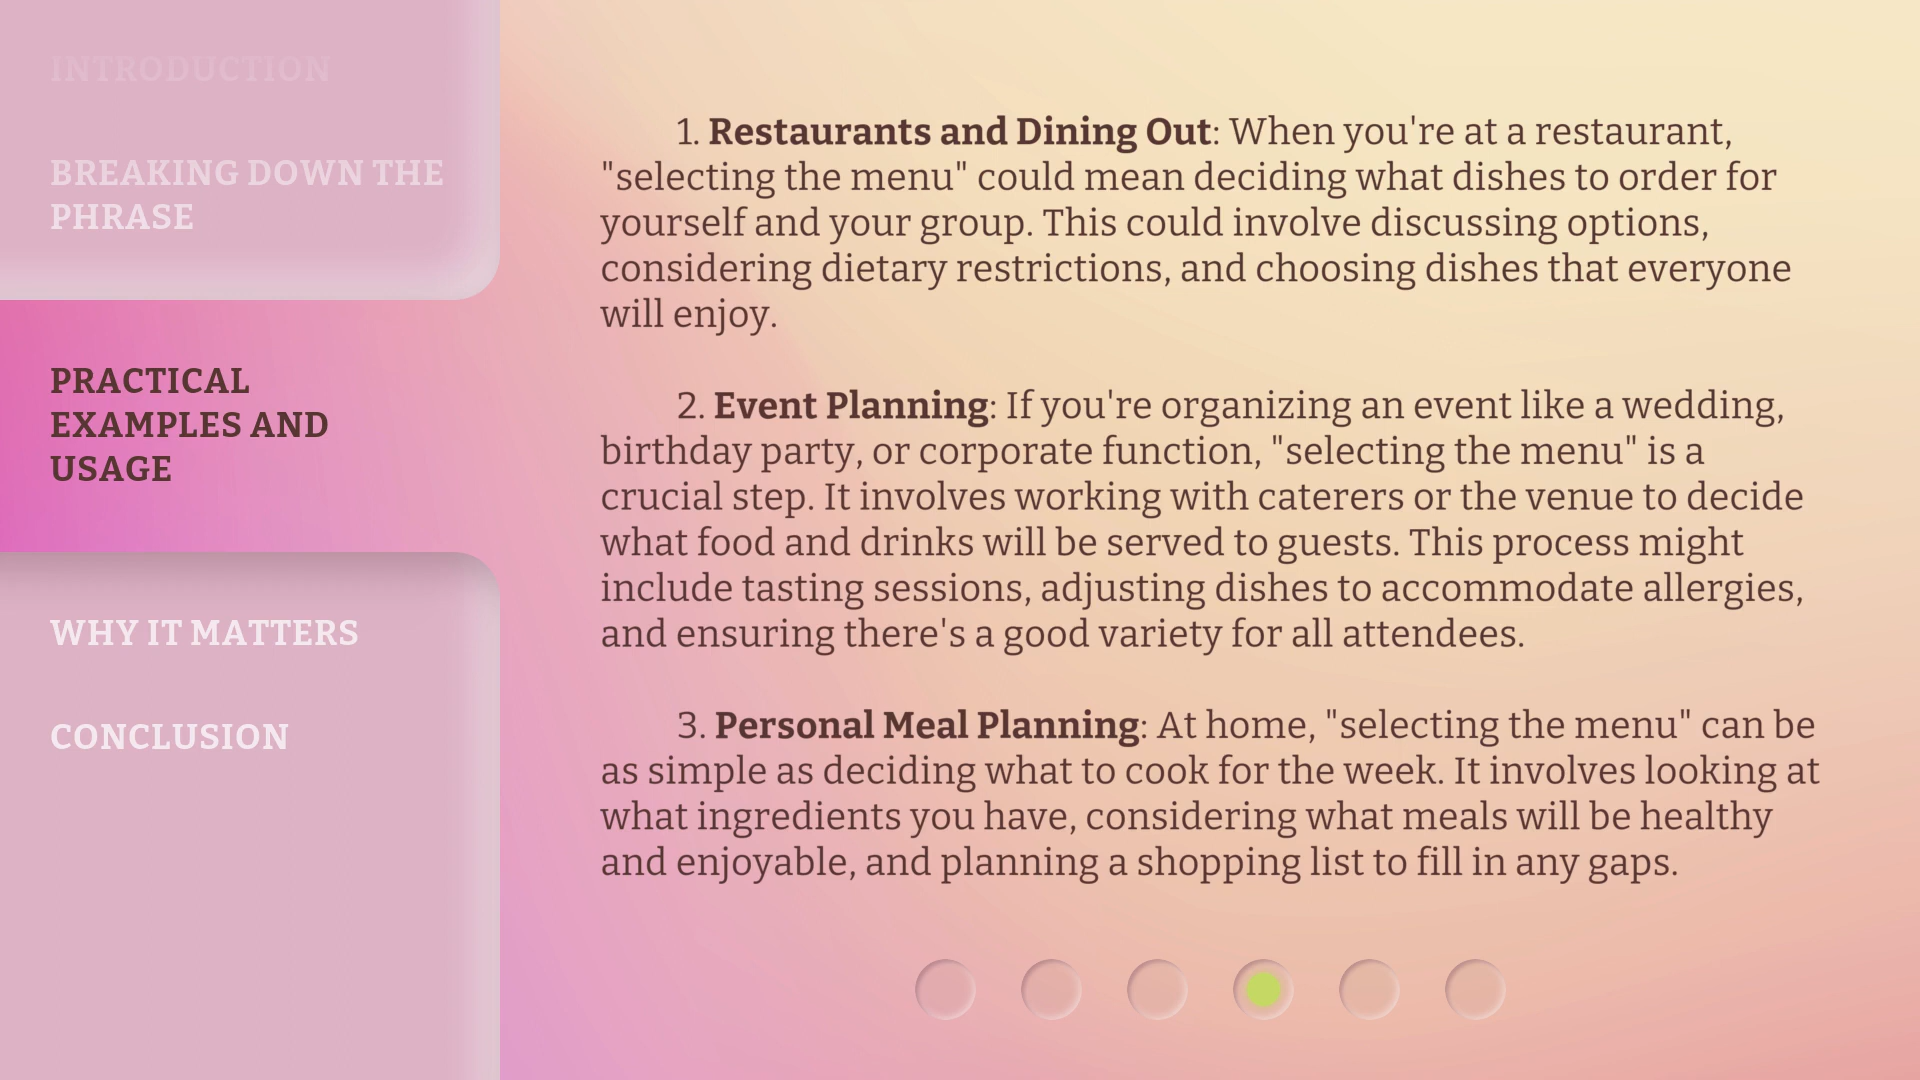 INTRODUCTION
BREAKING DOWN THE
PHRASE
PRACTICAL
EXAMPLES AND
USAGE
WHY IT MATTERS
CONCLUSION
1. Restaurants and Dining Out: When you're at a restaurant,
"selecting the menu" could mean deciding what dishes to order for
yourself and your group. This could involve discussing options,
considering dietary restrictions, and choosing dishes that everyone
will enjoy.
2. Event Planning: If you're organizing an event like a wedding,
birthday party, or corporate function, "selecting the menu" is a
crucial step. It involves working with caterers or the venue to decide
what food and drinks will be served to guests. This process might
include tasting sessions, adjusting dishes to accommodate allergies,
and ensuring there's a good variety for all attendees.
3. Personal Meal Planning: At home, "selecting the menu" can be
as simple as deciding what to cook for the week. It involves looking at
what ingredients you have, considering what meals will be healthy
and enjoyable, and planning a shopping list to fill in any gaps.